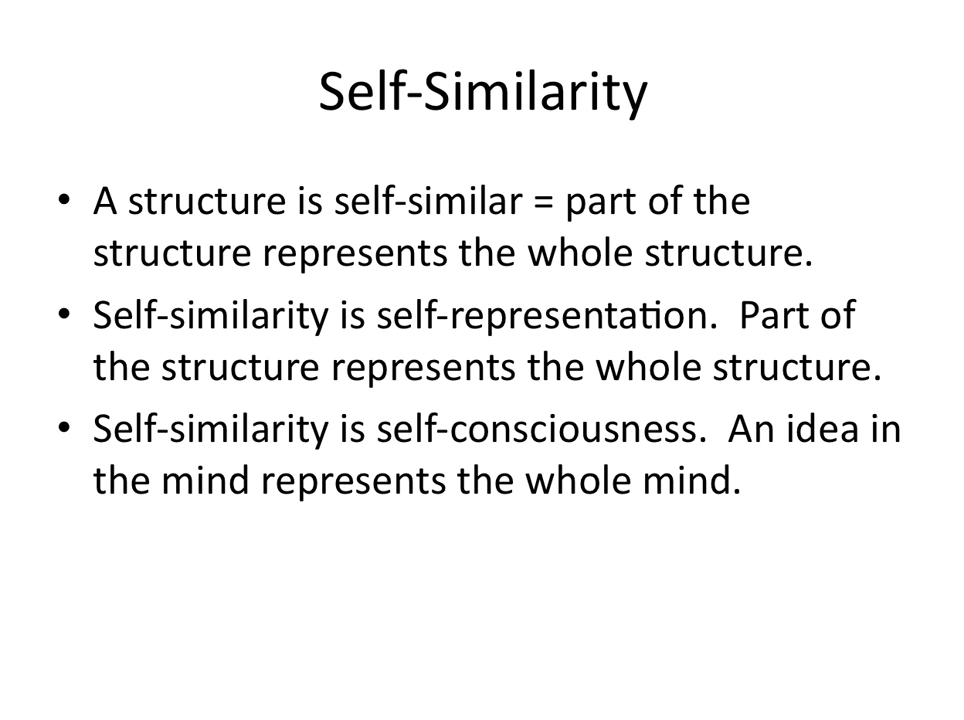 Self-Similarity
• A structure is self-similar = part of the
structure represents the whole structure.
• Self-similarity is self-representation.  Part of
the structure represents the whole structure.
• Self-similarity is self-consciousness.  An idea in
the mind represents the whole mind.